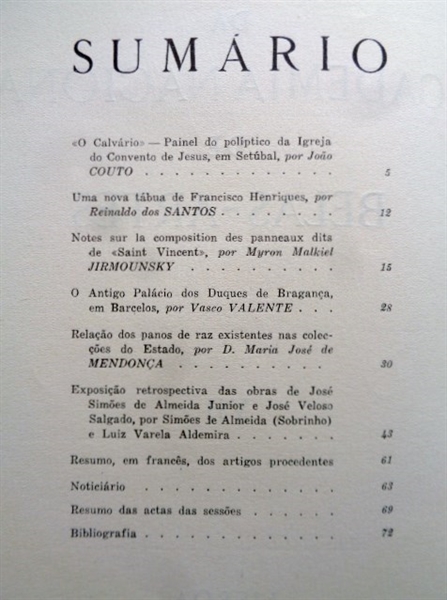 SUMÁRIO
«O Calvário» — Painel do políptico da Igreja
do Convento de Jesus, em Setúbal, por João
COUTO . . . . . . . . . . . . 5
Uma nova tábua de Francisco Henriques, por
Reinaldo dos SANTOS . . . . . . . 12
Notes sur la composition des panneaux dits
de «Saint Vincent», por Myron Malkiel
JIRMOUNSKY . . . . . . . . . 15
O Antigo Palácio dos Duques de Bragança,
em Barcelos, por Vasco VALENTE . . . 28
Relação dos panos de raz existentes nas colec-
ções do Estado, por D. Maria José de
MENDONÇA . . . . . . . . . . 30
Exposição retrospectiva das obras de José
Simões de Almeida Junior e José Veloso
Salgado, por Simões de Almeida (Sobrinho)
e Luiz Varela Aldemira . . . . . . 43
Resumo, em francês, dos artigos procedentes 61
Noticiário . . . . . . . . . . . . 63
Resumo das actas das sessões . . . . . . 69
Bibliografia . . . . . . . . . . . . 72